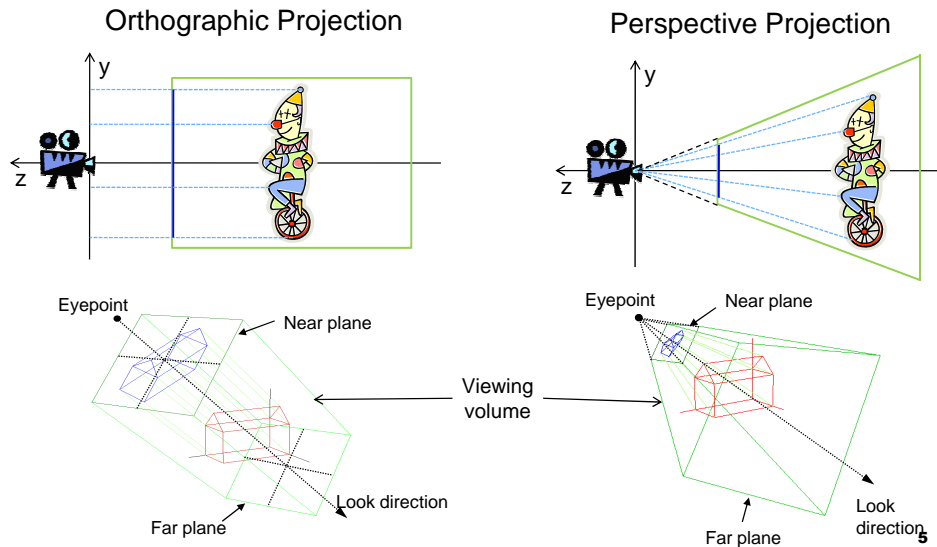 Orthographic Projection
Perspective Projection
y
z
y
z
Eyepoint
Near plane
Viewing
volume
Look direction
Far plane
Eyepoint
Near plane
Look
direction
Far plane
5